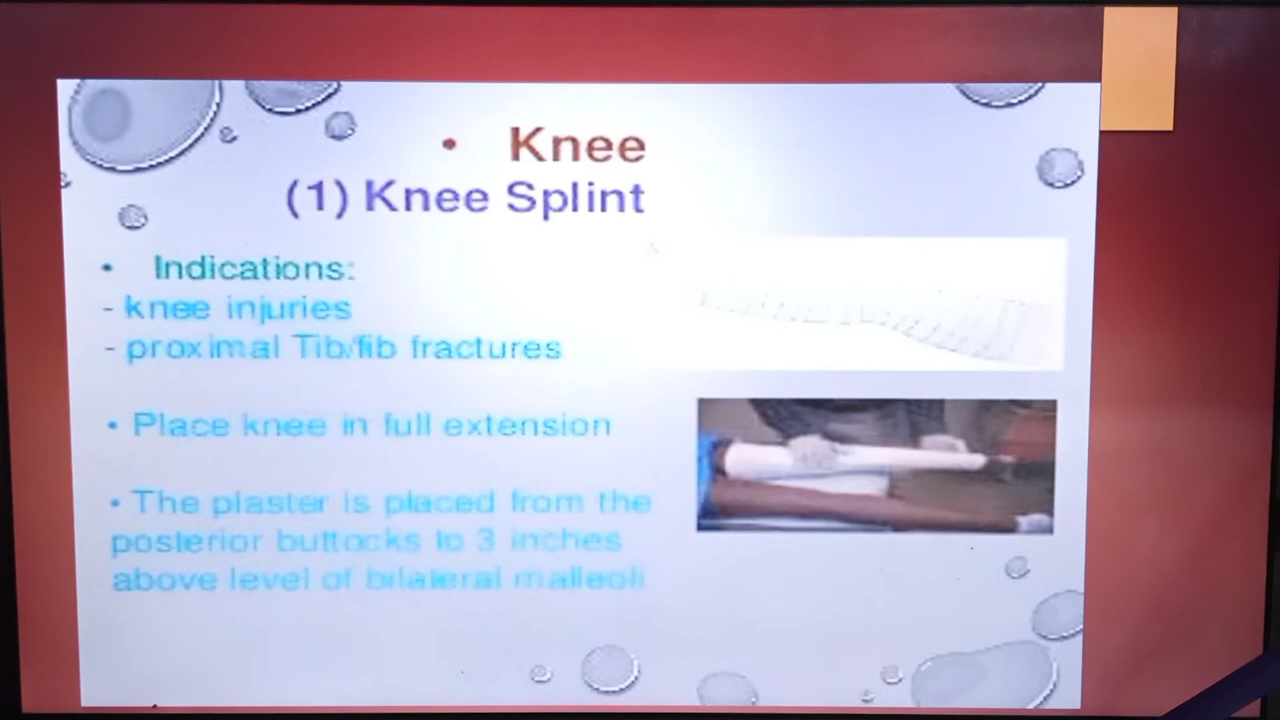 • Knee
(1) Knee Splint
• Indications:
- knee injuries
- proximal Tib/fib fractures
• Place knee in full extension
• The plaster is placed from the
posterior buttocks to 3 inches
above level of bilateral malleoli